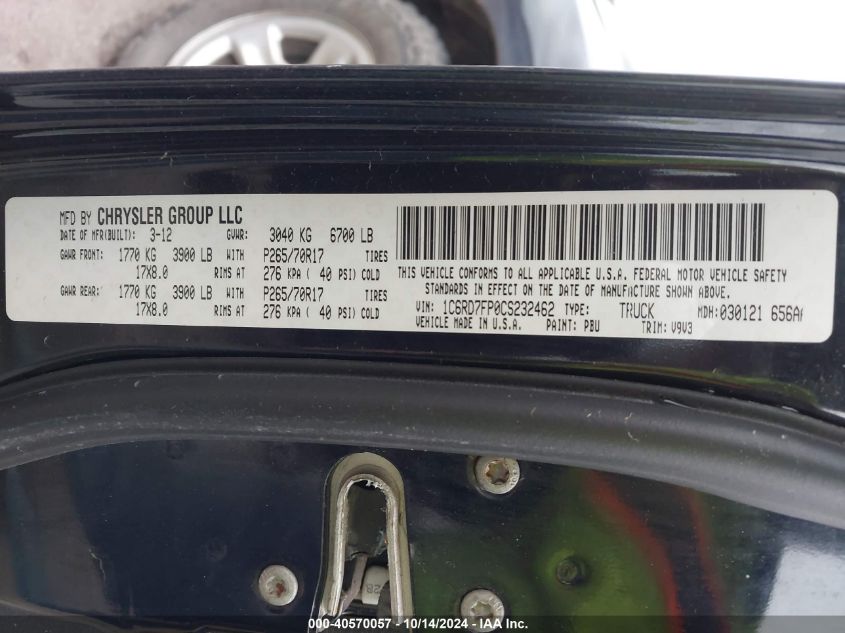 MFD BY CHRYSLER GROUP LLC
DATE OF MFR(BUILT): 3-12 GVWR: 3040 KG 6700 LB
GAWR FRONT: 1770 KG 3900 LB WITH P265/70R17 TIRES
17X8.0 RIMS AT 276 KPA ( 40 PSI) COLD
GAWR REAR: 1770 KG 3900 LB WITH P265/70R17 TIRES
17X8.0 RIMS AT 276 KPA ( 40 PSI) COLD
THIS VEHICLE CONFORMS TO ALL APPLICABLE U.S.A. FEDERAL MOTOR VEHICLE SAFETY
STANDARDS IN EFFECT ON THE DATE OF MANUFACTURE SHOWN ABOVE.
VIN: 1C6RD7FP0CS232462 TYPE: TRUCK MDH:030121 656A
VEHICLE MADE IN U.S.A. PAINT: PBU TRIM: V9V3
000-40570057 - 10/14/2024 - IAA Inc.